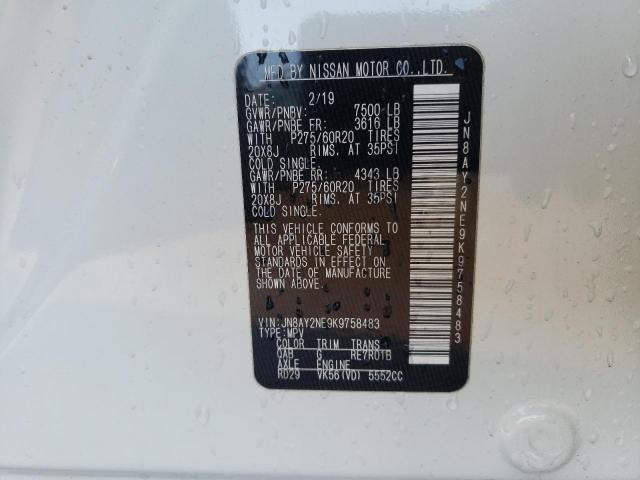 MFD BY NISSAN MOTOR CO.,LTD.
DATE: 2/19
GVWR/PNBV: 7500 LB
GAWR/PNBE FR: 3616 LB
WITH P275/60R20 TIRES
20X8J RIMS. AT 35PSI
COLD SINGLE.
GAWR/PNBE RR: 4343 LB
WITH P275/60R20 TIRES
20X8J RIMS. AT 35PSI
COLD SINGLE.
THIS VEHICLE CONFORMS TO
ALL APPLICABLE FEDERAL
MOTOR VEHICLE SAFETY
STANDARDS IN EFFECT ON
THE DATE OF MANUFACTURE
SHOWN ABOVE.
VIN:JN8AY2NE9K9758483
TYPE:MPV
COLOR TRIM TRANS
QAB G RE7R01B
AXLE ENGINE
RD29 VK56(VD) 5552CC
JN8AY2NE9K9758483